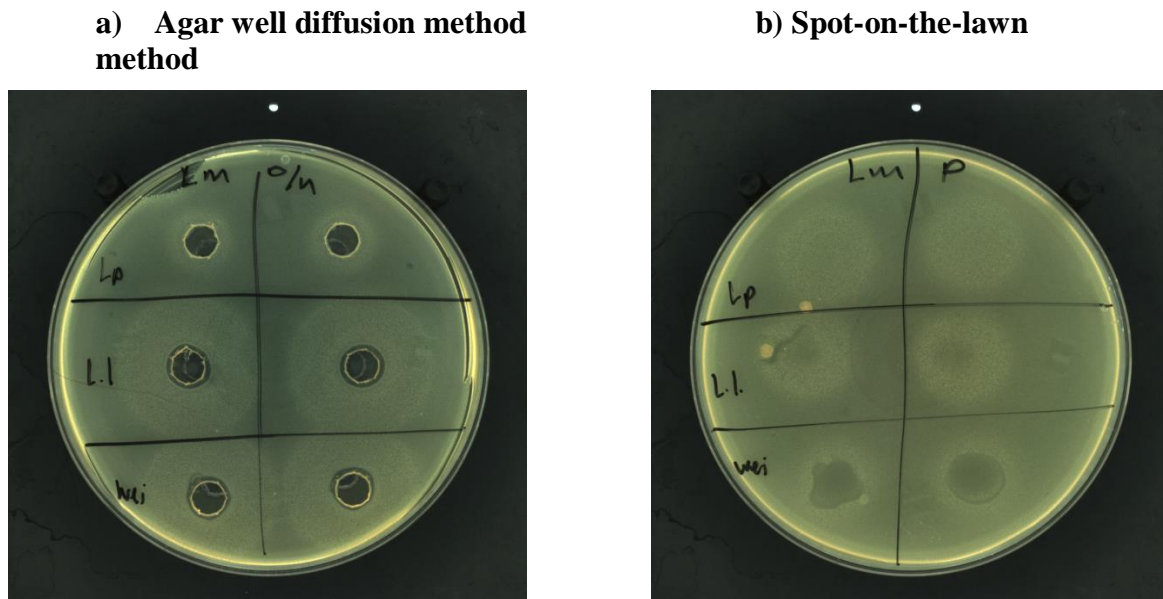 a) Agar well diffusion method
method
b) Spot-on-the-lawn
Lm o/n
Lp
L.l
Wei
Lm P
Lp
L.l.
Wei